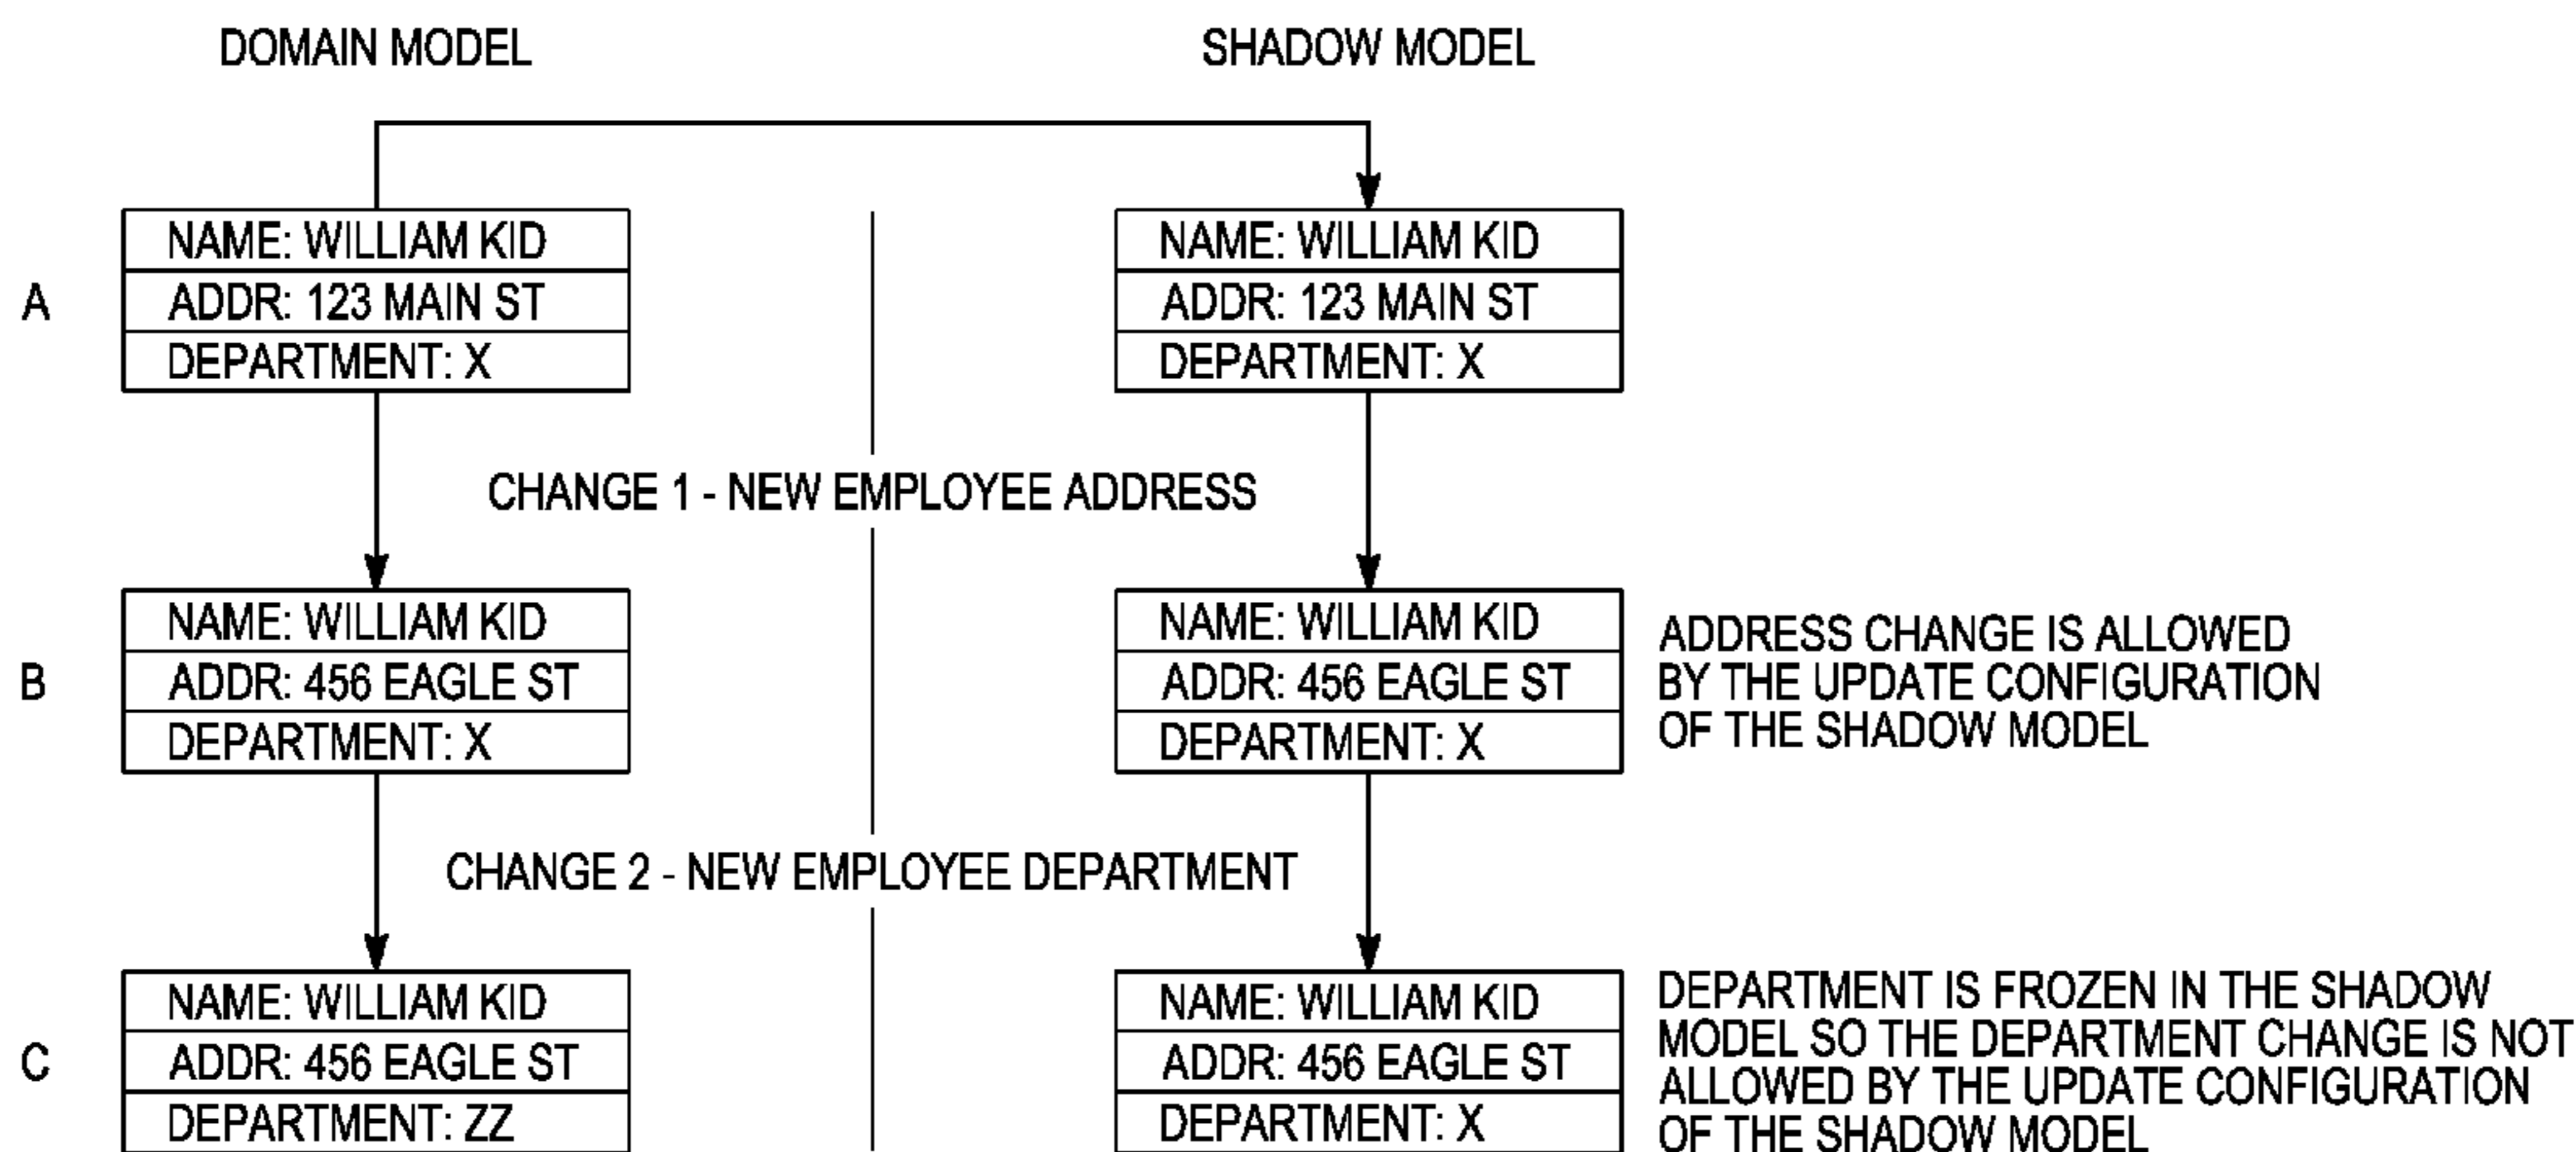 DOMAIN MODEL
SHADOW MODEL
A
NAME: WILLIAM KID
ADDR: 123 MAIN ST
DEPARTMENT: X
NAME: WILLIAM KID
ADDR: 123 MAIN ST
DEPARTMENT: X
CHANGE 1 - NEW EMPLOYEE ADDRESS
B
NAME: WILLIAM KID
ADDR: 456 EAGLE ST
DEPARTMENT: X
NAME: WILLIAM KID
ADDR: 456 EAGLE ST
DEPARTMENT: X
ADDRESS CHANGE IS ALLOWED
BY THE UPDATE CONFIGURATION
OF THE SHADOW MODEL
CHANGE 2 - NEW EMPLOYEE DEPARTMENT
C
NAME: WILLIAM KID
ADDR: 456 EAGLE ST
DEPARTMENT: ZZ
NAME: WILLIAM KID
ADDR: 456 EAGLE ST
DEPARTMENT: X
DEPARTMENT IS FROZEN IN THE SHADOW
MODEL SO THE DEPARTMENT CHANGE IS NOT
ALLOWED BY THE UPDATE CONFIGURATION
OF THE SHADOW MODEL